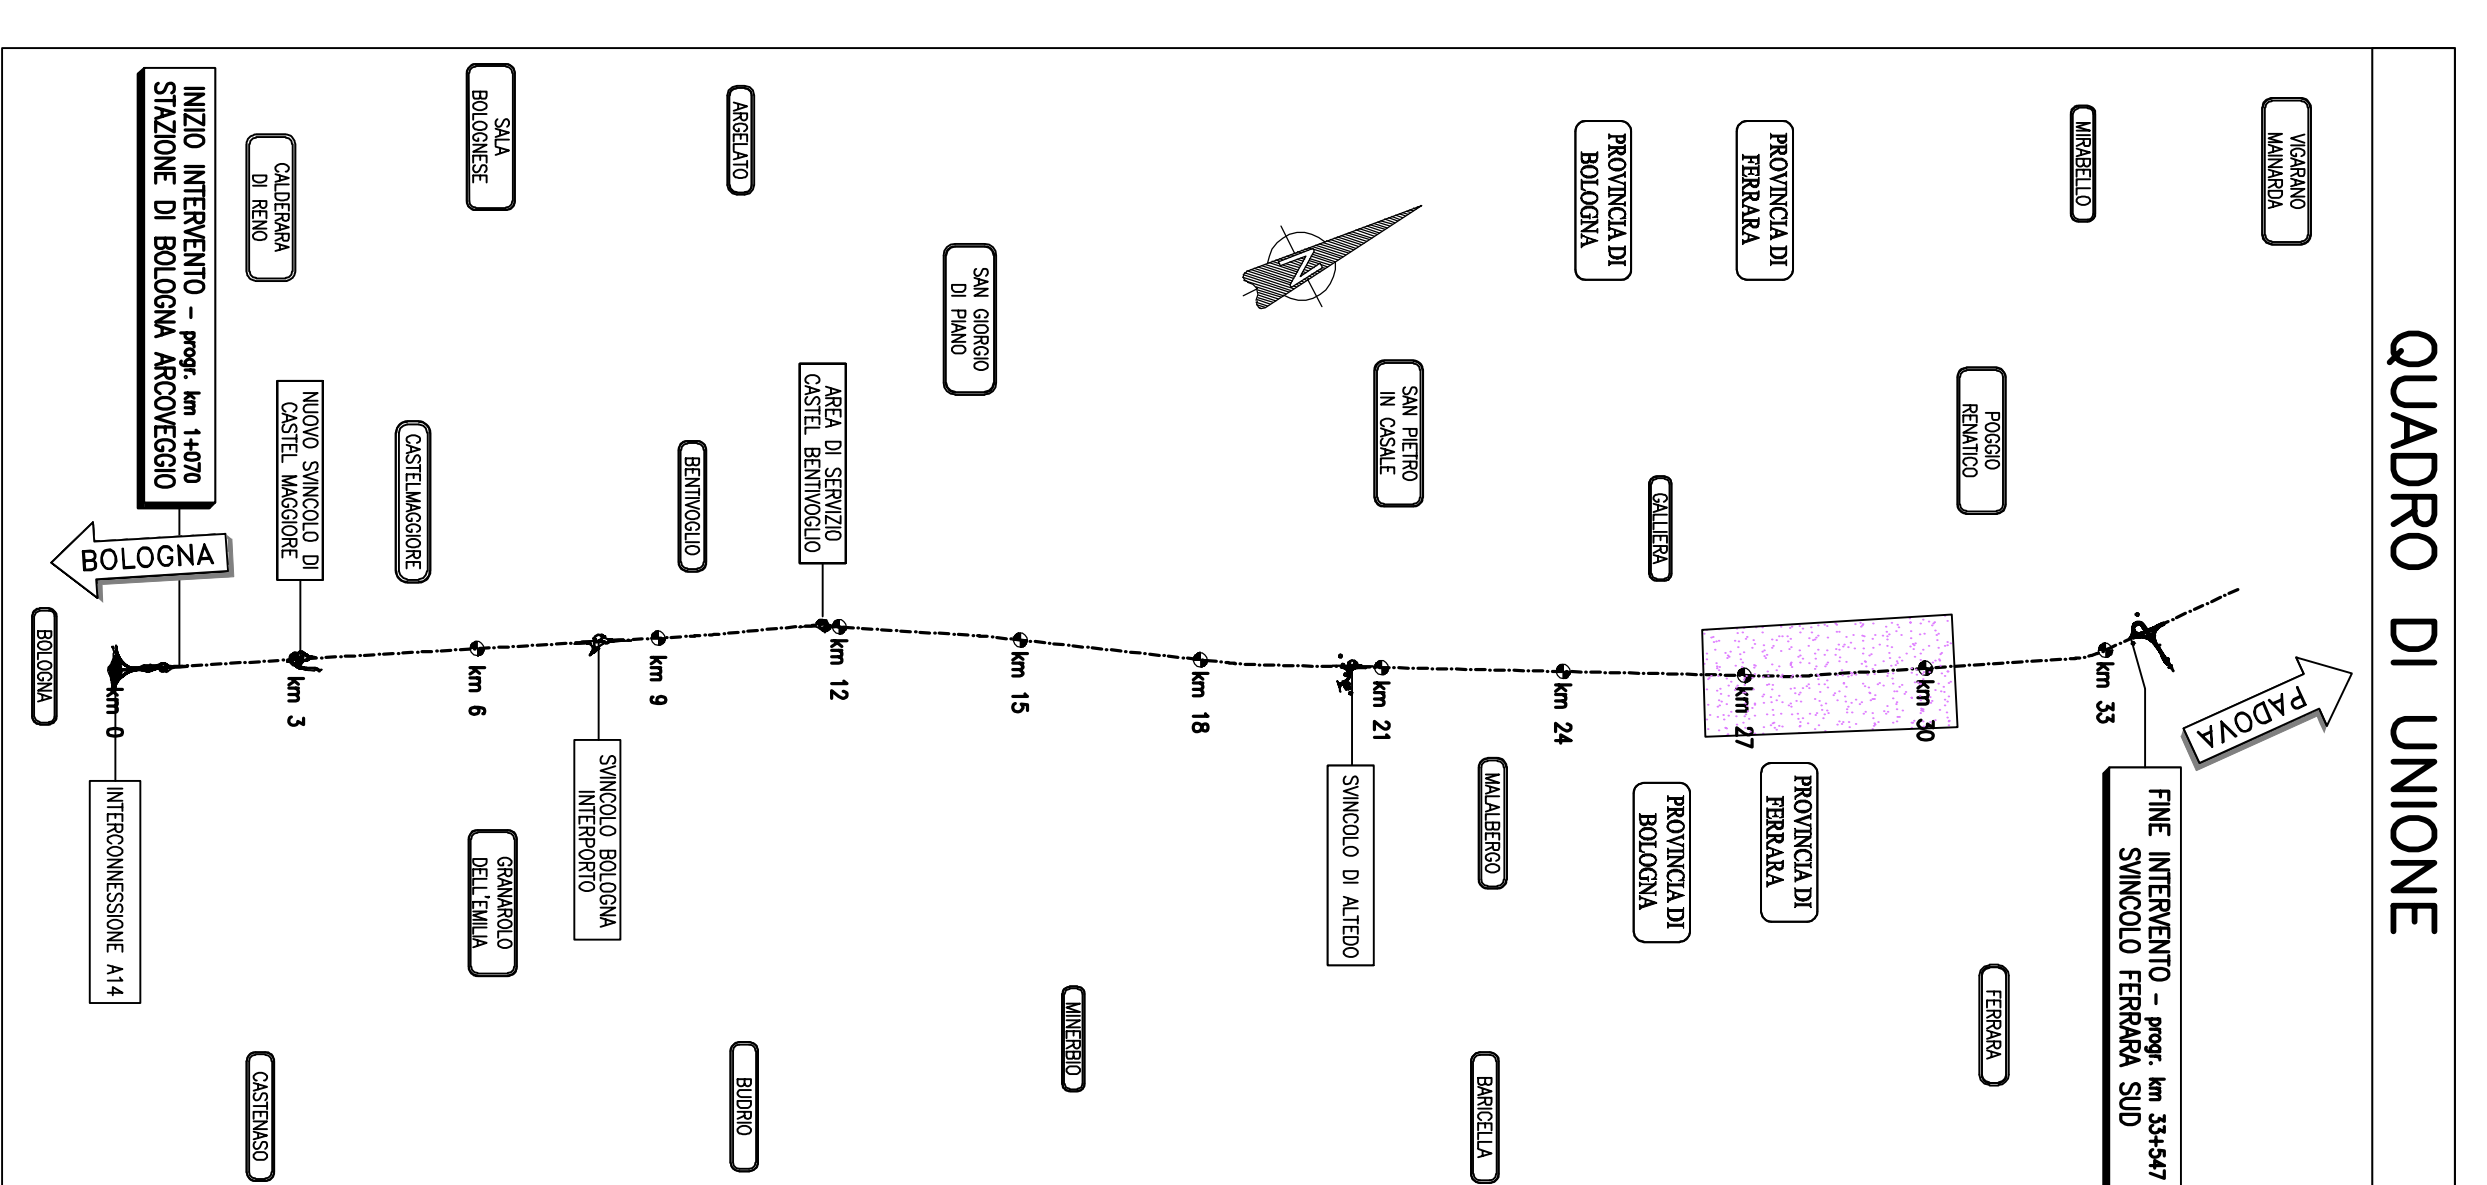 QUADRO DI UNIONE
VIGARANO
MAINARDA
MIRABELLO
PROVINCIA DI
FERRARA
PROVINCIA DI
BOLOGNA
N
ARGELATO
SALA
BOLOGNESE
CALDERARA
DI RENO
INIZIO INTERVENTO - progr. km 1+070
STAZIONE DI BOLOGNA ARCOVEGGIO
SAN GIORGIO
DI PIANO
POGGIO
RENATICO
SAN PIETRO
IN CASALE
GALLIERA
AREA DI SERVIZIO
CASTEL BENTIVOGLIO
BENTIVOGLIO
CASTELMAGGIORE
NUOVO SVINCOLO DI
CASTEL MAGGIORE
BOLOGNA
BOLOGNA
PADOVA
km 33
km 30
km 27
km 24
km 21
km 18
km 15
km 12
km 9
km 6
km 3
km 0
FINE INTERVENTO - progr. km 33+547
SVINCOLO FERRARA SUD
PROVINCIA DI
FERRARA
PROVINCIA DI
BOLOGNA
MALALBERGO
SVINCOLO DI ALTEDO
SVINCOLO BOLOGNA
INTERPORTO
GRANAROLO
DELL'EMILIA
INTERCONNESSIONE A14
FERRARA
BARICELLA
MINERBIO
BUDRIO
CASTENASO